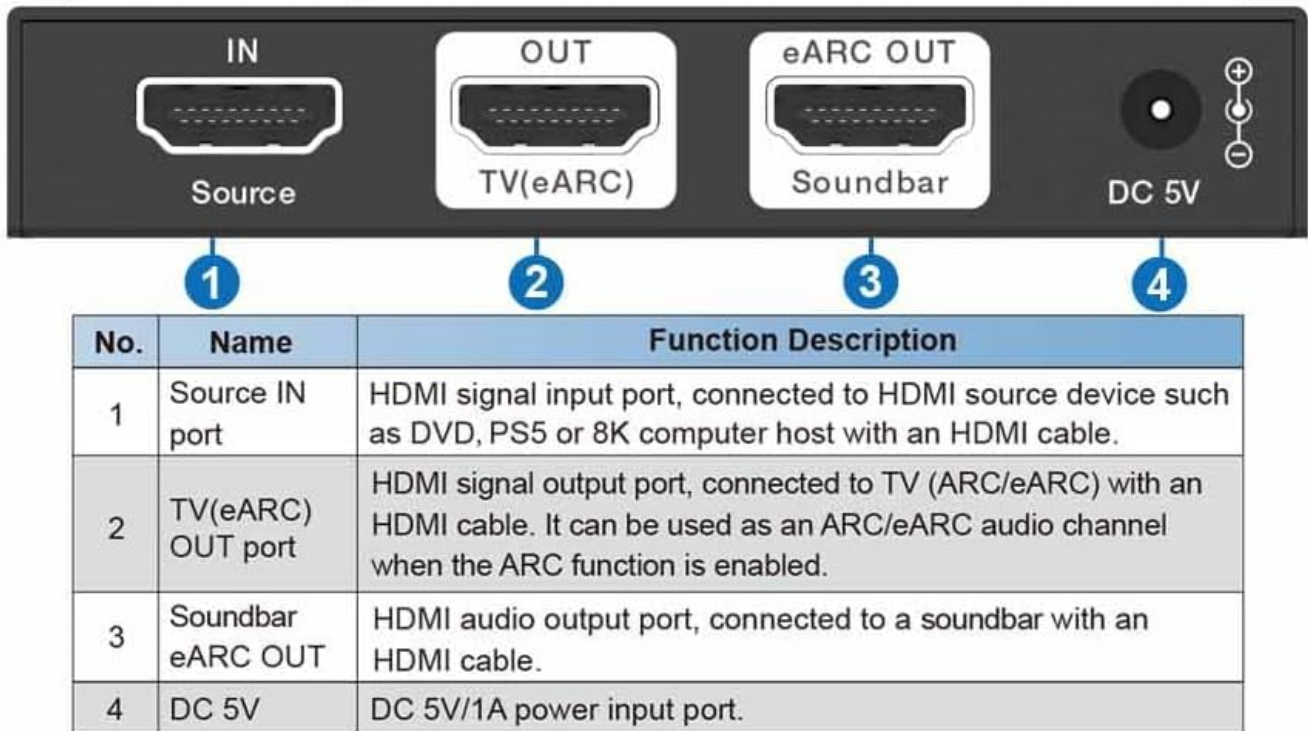 IN
OUT
eARC OUT
Source
TV(eARC)
Soundbar
DC 5V
1
2
3
4
No.
Name
Function Description
1
Source IN
port
HDMI signal input port, connected to HDMI source device such
as DVD, PS5 or 8K computer host with an HDMI cable.
2
TV(eARC)
OUT port
HDMI signal output port, connected to TV (ARC/eARC) with an
HDMI cable. It can be used as an ARC/eARC audio channel
when the ARC function is enabled.
3
Soundbar
eARC OUT
HDMI audio output port, connected to a soundbar with an
HDMI cable.
4
DC 5V
DC 5V/1A power input port.